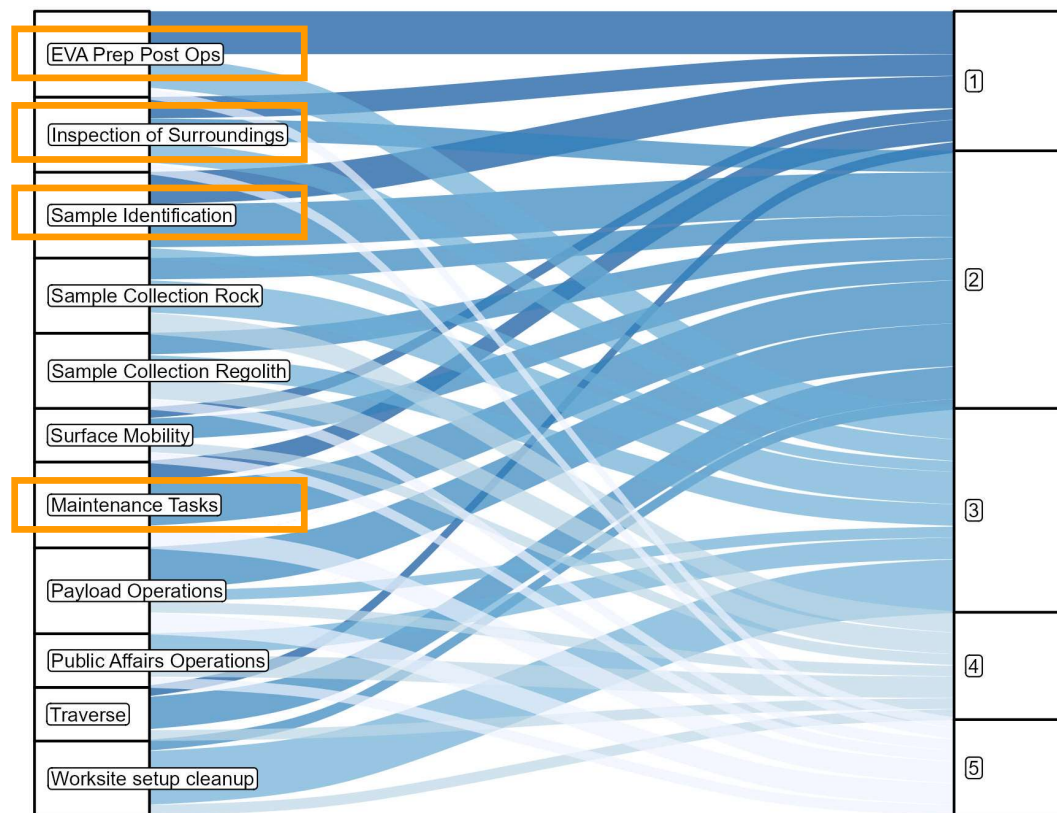 EVA Prep Post Ops
Inspection of Surroundings
Sample Identification
Sample Collection Rock
Sample Collection Regolith
Surface Mobility
Maintenance Tasks
Payload Operations
Public Affairs Operations
Traverse
Worksite setup cleanup
1
2
3
4
5